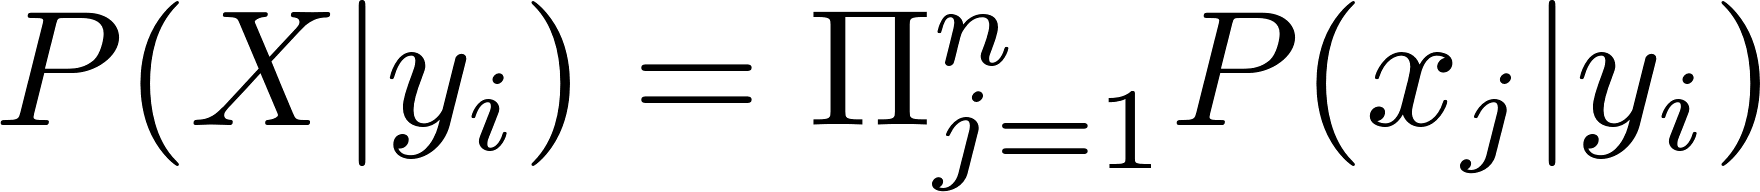 P(X|y_i) = Π_{j=1}^{n} P(x_j|y_i)